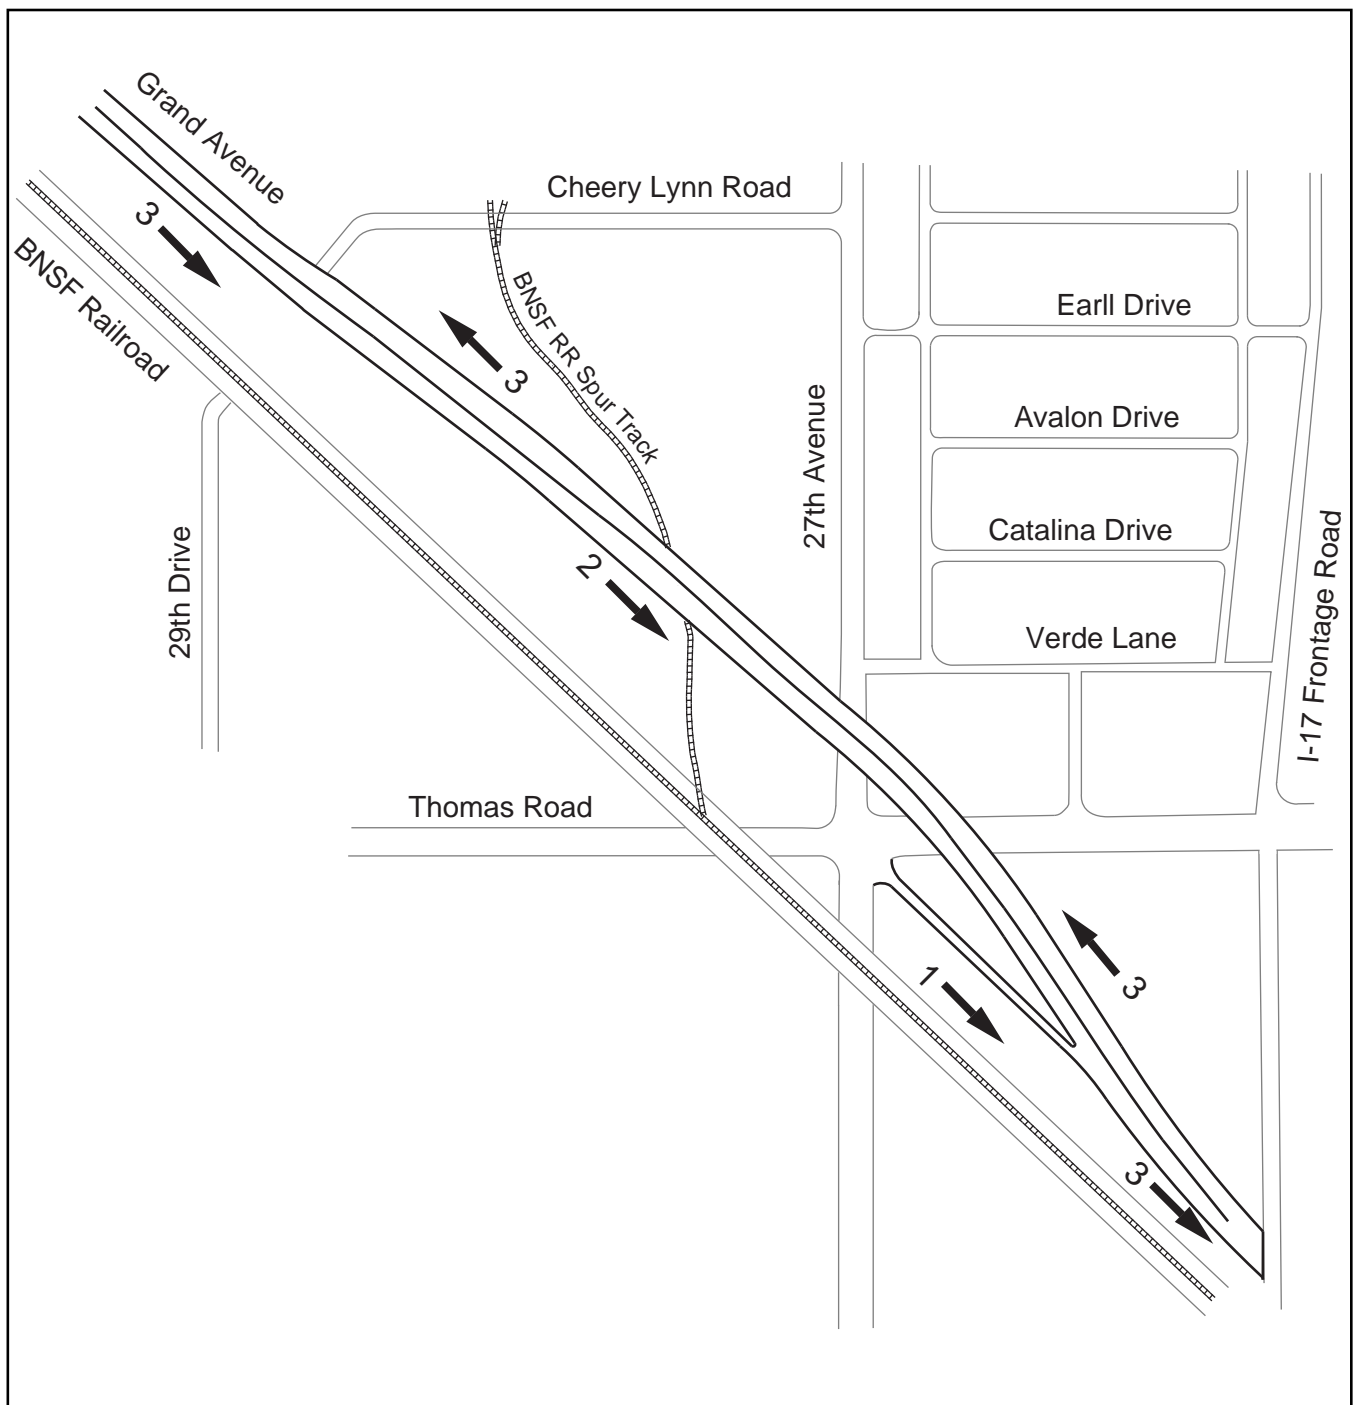 Grand Avenue
Cheery Lynn Road
3
BNSF Railroad
BNSF RR Spur Track
Earll Drive
3
27th Avenue
Avalon Drive
Catalina Drive
29th Drive
2
I-17 Frontage Road
Verde Lane
Thomas Road
1
3
3